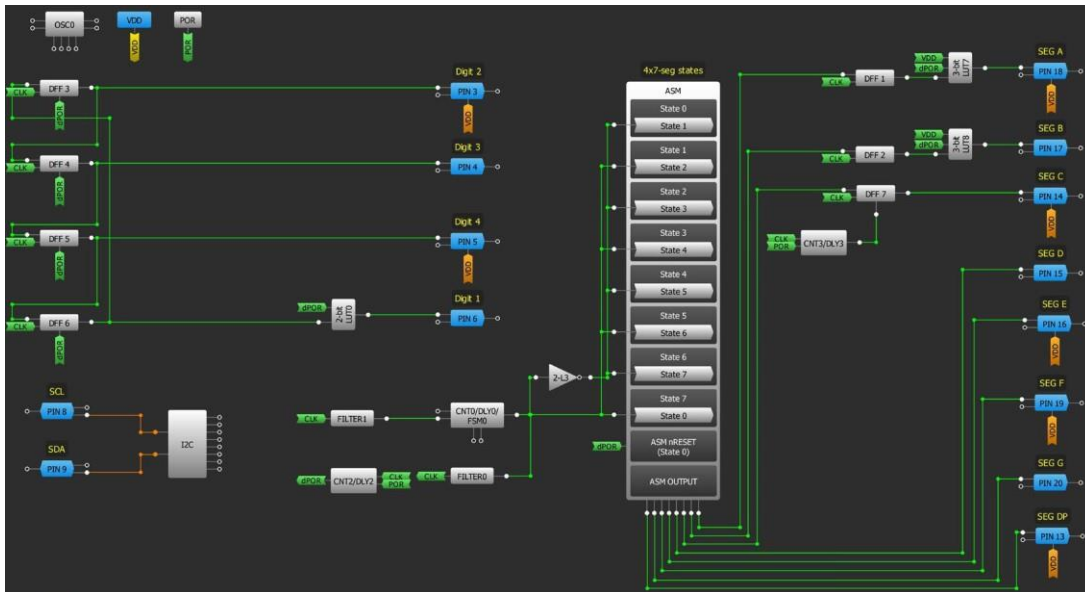 OSC0
VDD
VDD
POR
POR
DFF 3
CLK
dPOR
DFF 4
CLK
dPOR
DFF 5
CLK
dPOR
DFF 6
CLK
dPOR
dPOR
2-bit
LUT0
Digit 2
PIN 3
VDD
Digit 3
PIN 4
Digit 4
PIN 5
VDD
Digit 1
PIN 6
SCL
PIN 8
SDA
PIN 9
I2C
CLK
FILTER1
CNT0/DLY0/
FSM0
2-L3
dPOR
CNT2/DLY2
CLK
POR
CLK
FILTER0
4x7-seg states
ASM
State 0
State 1
State 1
State 2
State 2
State 3
State 3
State 4
State 4
State 5
State 5
State 6
State 6
State 7
State 7
State 0
dPOR
ASM nRESET
(State 0)
ASM OUTPUT
CLK
DFF 1
VDD
dPOR
3-bit
LUT7
CLK
DFF 2
VDD
dPOR
3-bit
LUT8
CLK
DFF 7
CLK
POR
CNT3/DLY3
SEG A
PIN 18
VDD
SEG B
PIN 17
SEG C
PIN 14
VDD
SEG D
PIN 15
SEG E
PIN 16
VDD
SEG F
PIN 19
VDD
SEG G
PIN 20
SEG DP
PIN 13
VDD